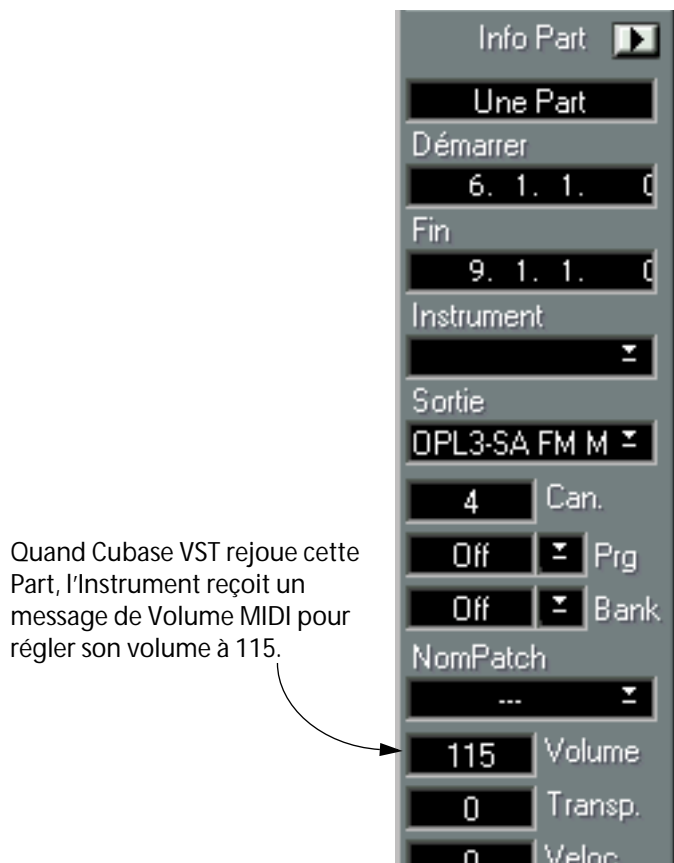 Info Part
Une Part
Démarrer
6. 1. 1. 0
Fin
9. 1. 1. 0
Instrument
Sortie
OPL3-SA FM M
4 Can.
Off Prg
Off Bank
NomPatch
---
115 Volume
0 Transp.
0 Veloc
Quand Cubase VST rejoue cette
Part, l'Instrument reçoit un
message de Volume MIDI pour
régler son volume à 115.